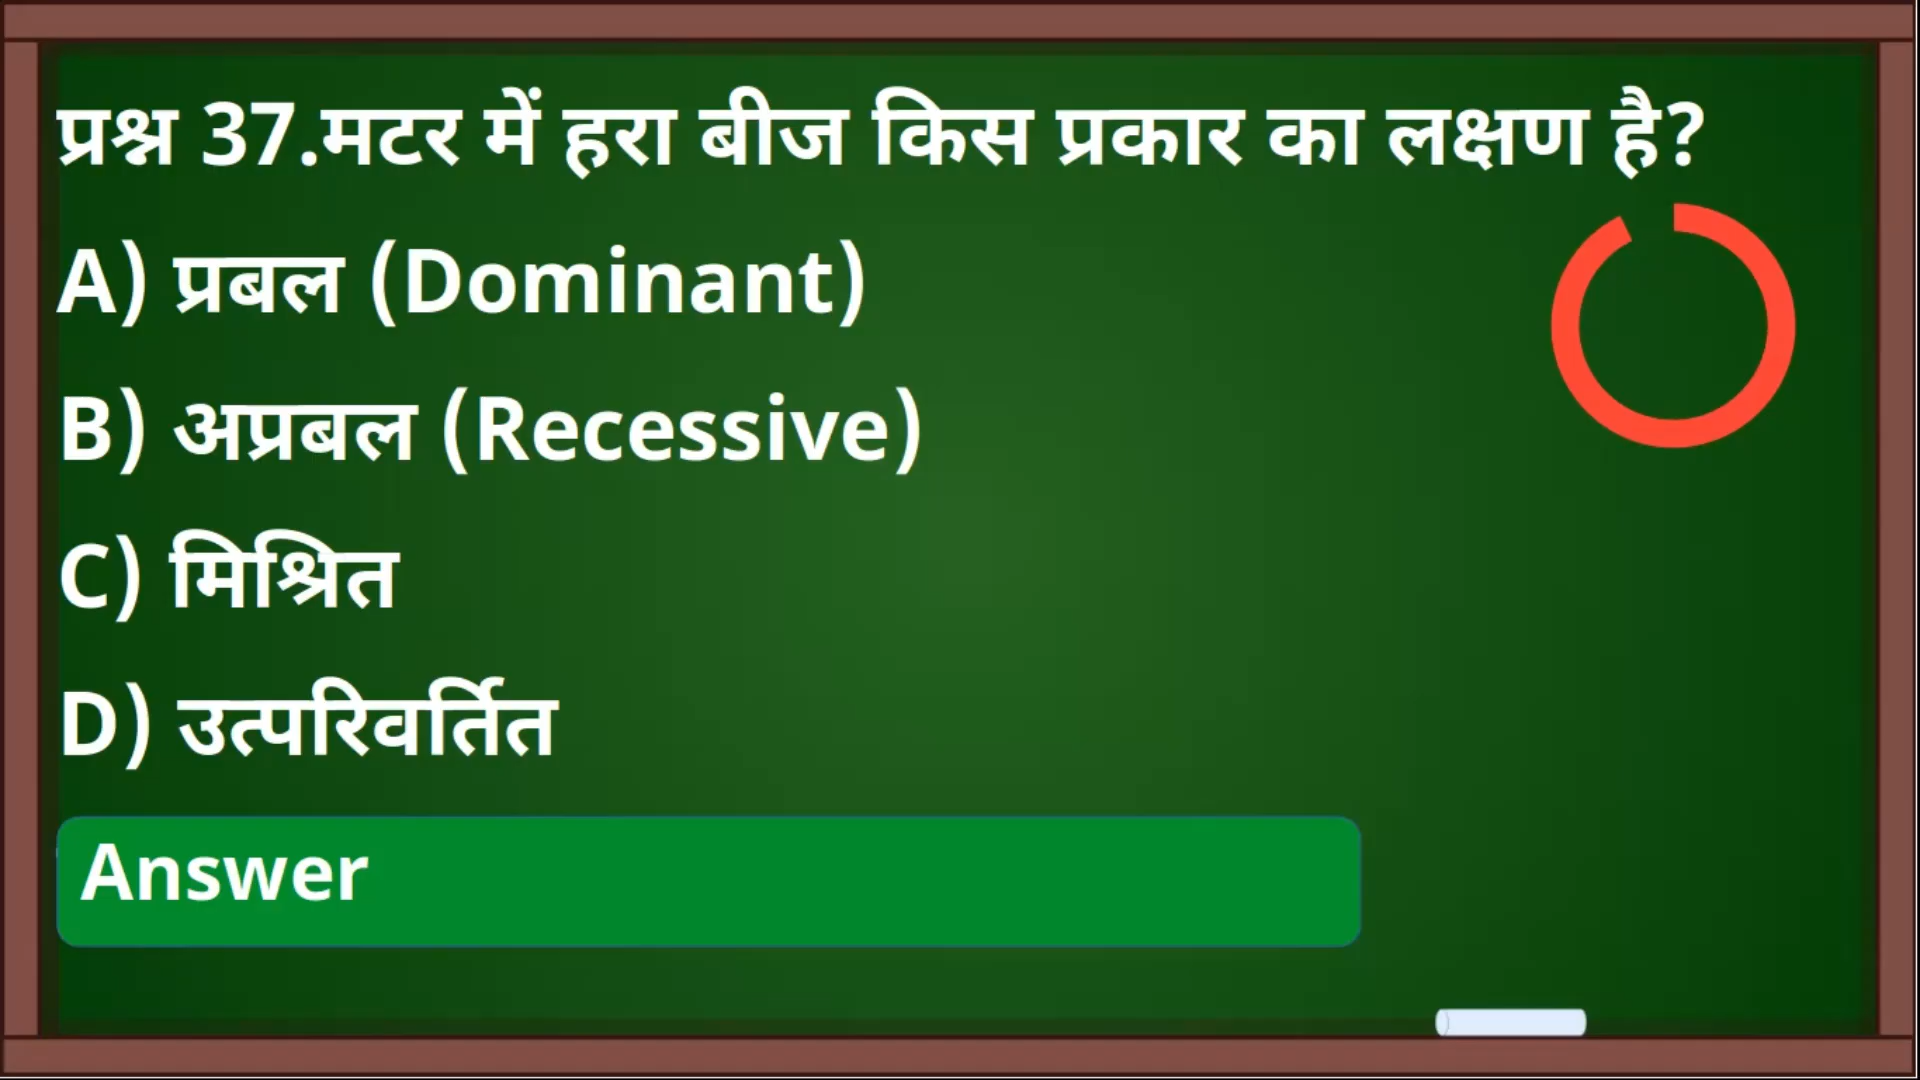 प्रश्न 37.मटर में हरा बीज किस प्रकार का लक्षण है?
A) प्रबल (Dominant)
B) अप्रबल (Recessive)
C) मिश्रित
D) उत्परिवर्तित
Answer